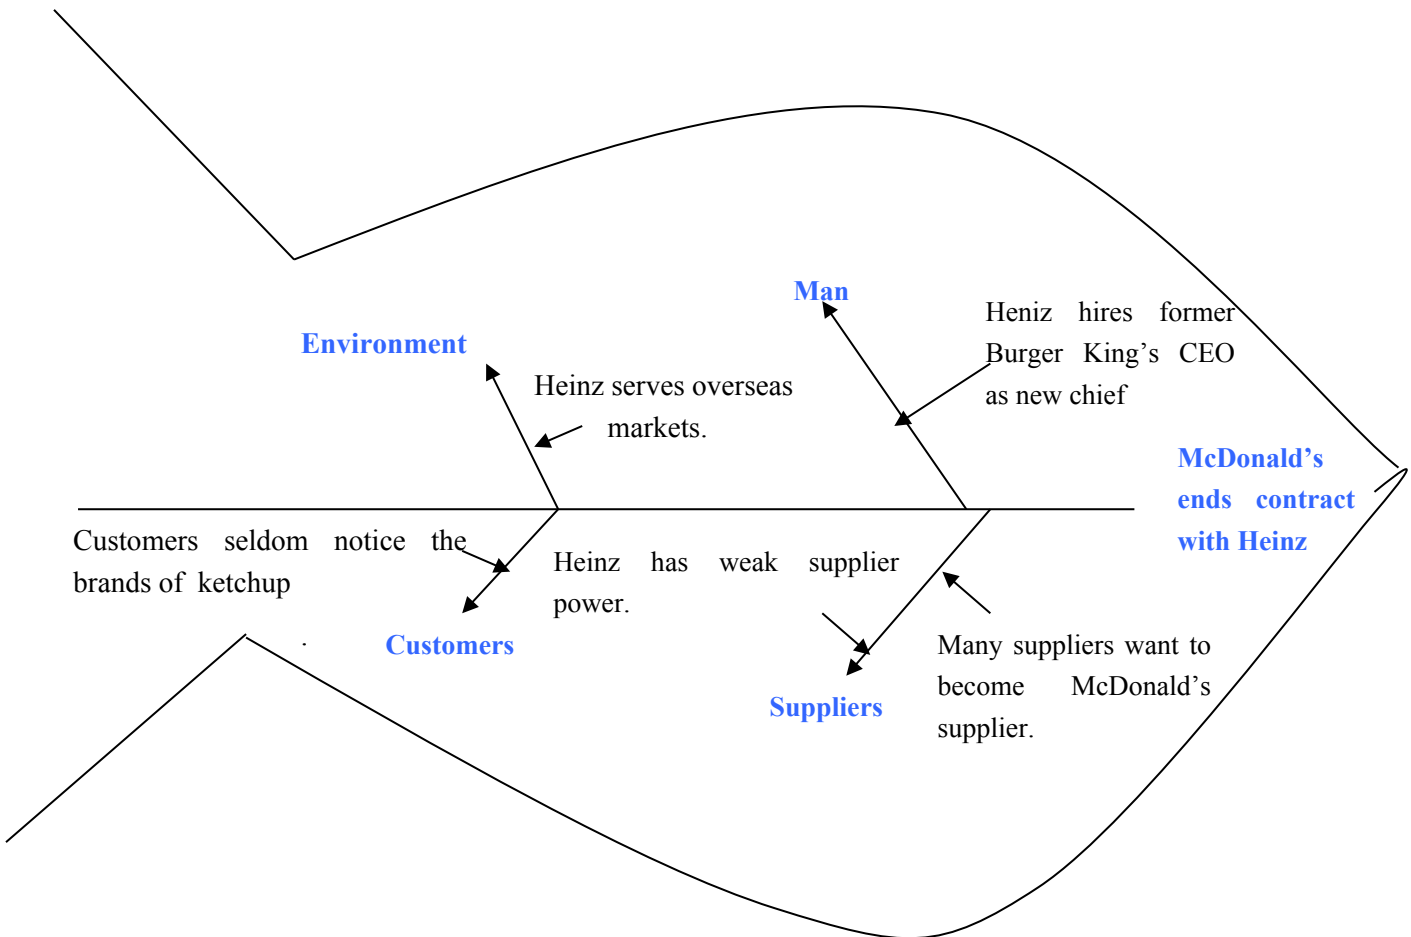 Man
Heniz hires former
Burger King's CEO
as new chief
Environment
Heinz serves overseas
markets.
McDonald's
ends contract
with Heinz
Customers seldom notice the
brands of ketchup
Heinz has weak supplier
power.
Customers
.
Many suppliers want to
become McDonald's
supplier.
Suppliers